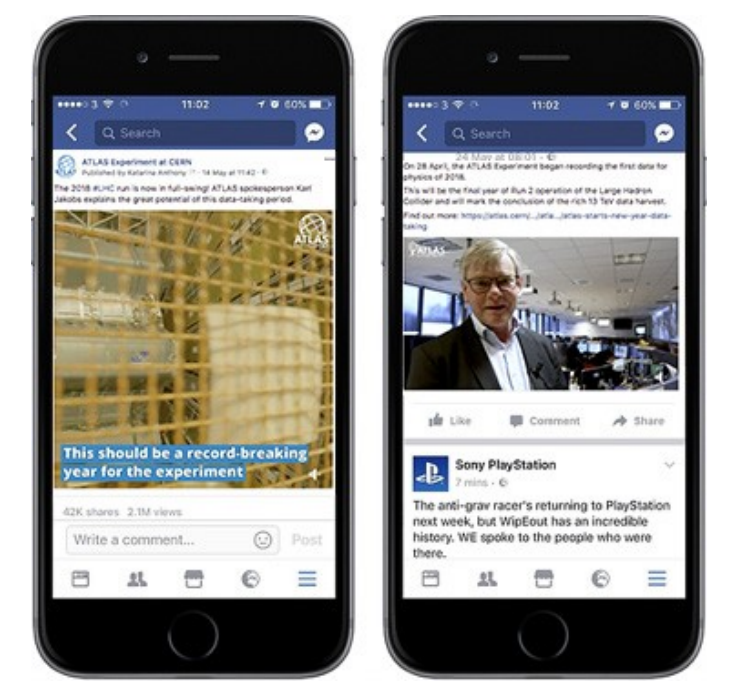 3
11:02
60%
Search
ATLAS Experiment at CERN
Published by Katarina Anthony · 14 May at 11:42 ·
The 2018 #LHC run is now in full-swing! ATLAS spokesperson Karl
Jakobs explains the great potential of this data-taking period.
ATLAS
This should be a record-breaking
year for the experiment
42K shares 2.1M views
Write a comment...
Post
3
11:02
60%
Search
24 May at 08:01 ·
On 28 April, the ATLAS Experiment began recording the first data for
physics of 2018.
This will be the final year of Run 2 operation of the Large Hadron
Collider and will mark the conclusion of the rich 13 TeV data harvest.
Find out more: https://atlas.cern/.../atla.../atlas-starts-new-year-data-
taking
ATLAS
Like
Comment
Share
Sony PlayStation
7 mins ·
The anti-grav racer's returning to PlayStation
next week, but WipEout has an incredible
history. WE spoke to the people who were
there.